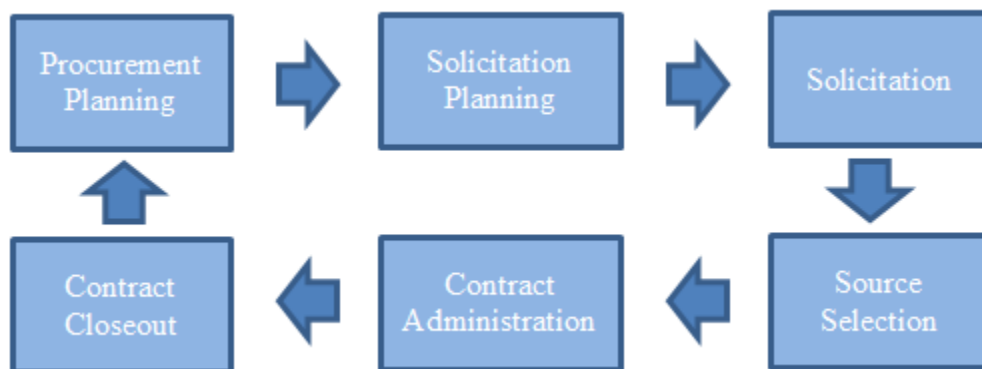 Procurement
Planning
Solicitation
Planning
Solicitation
Source
Selection
Contract
Administration
Contract
Closeout